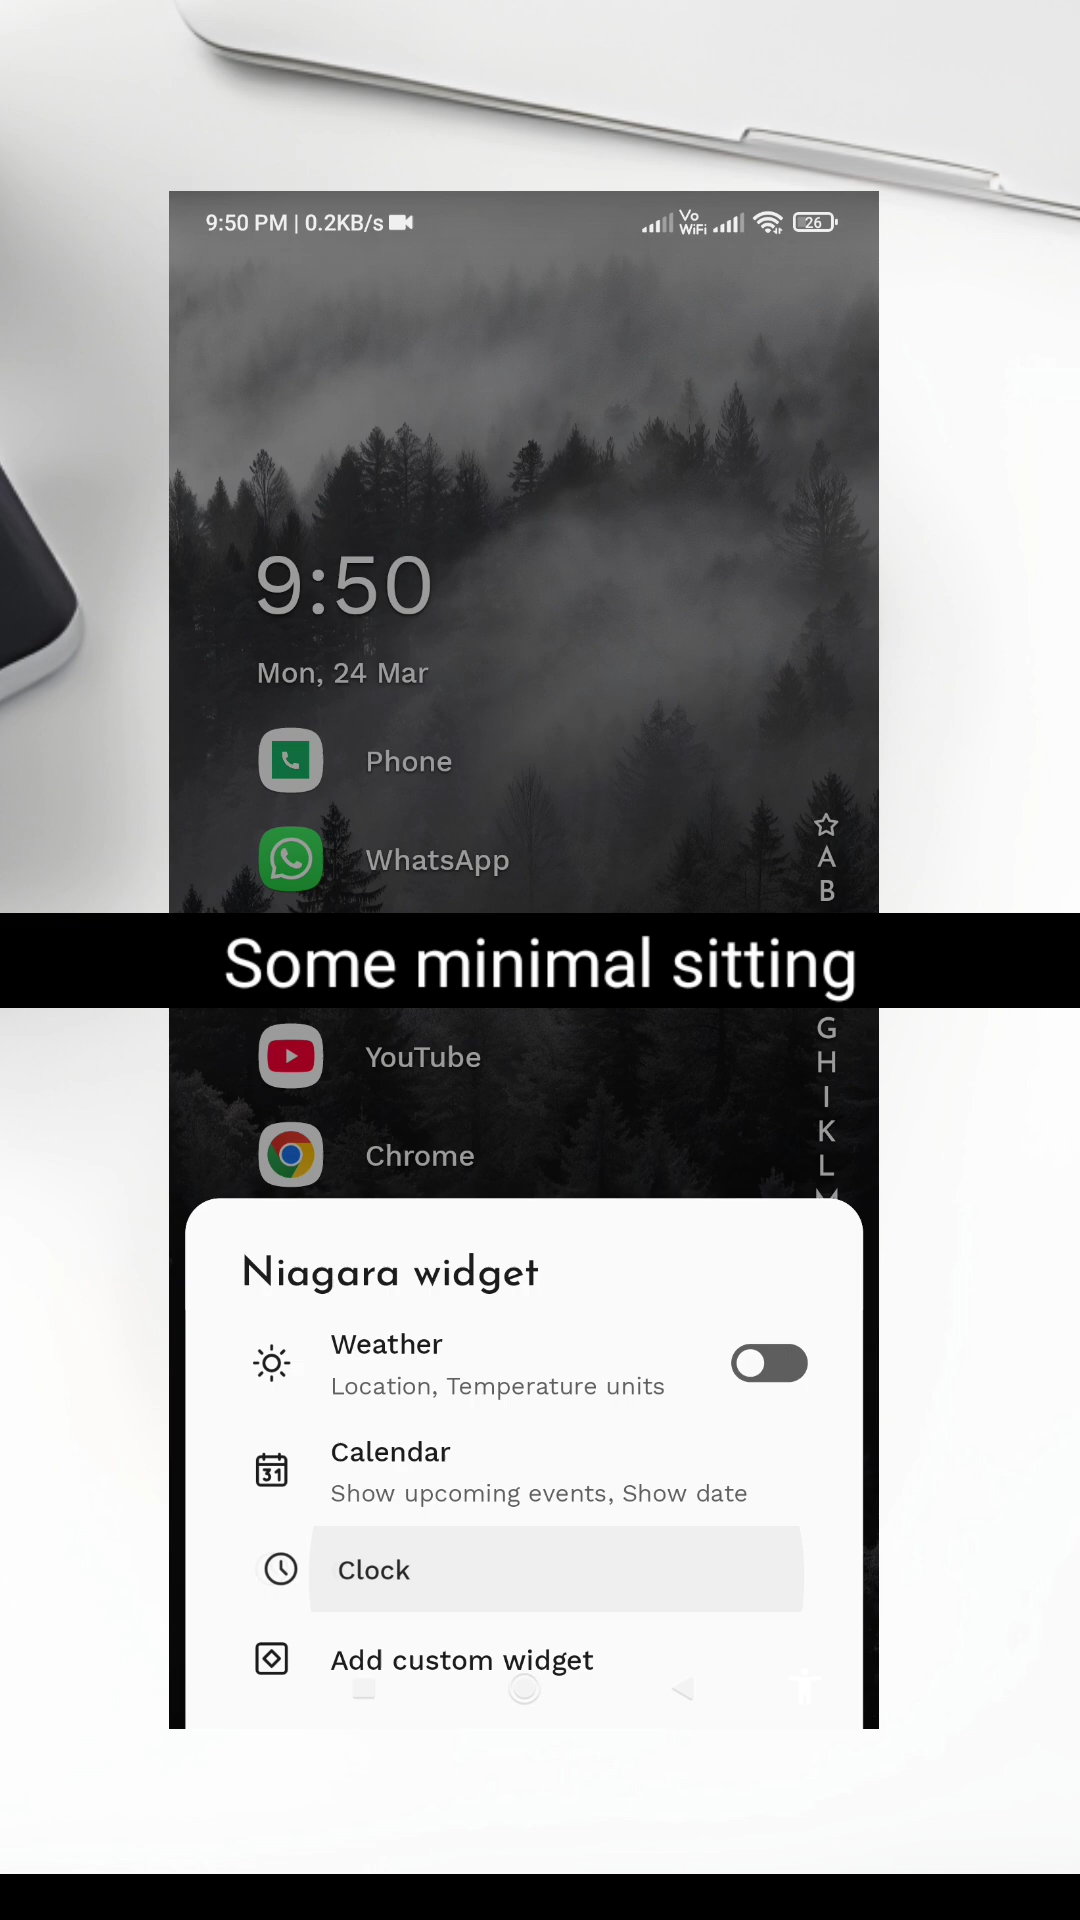 9:50 PM | 0.2KB/s
Vo
WiFi
26
9:50
Mon, 24 Mar
Phone
WhatsApp
A
B
Some minimal sitting
G
YouTube
H
I
K
Chrome
L
M
Niagara widget
Weather
Location, Temperature units
Calendar
31
Show upcoming events, Show date
Clock
Add custom widget